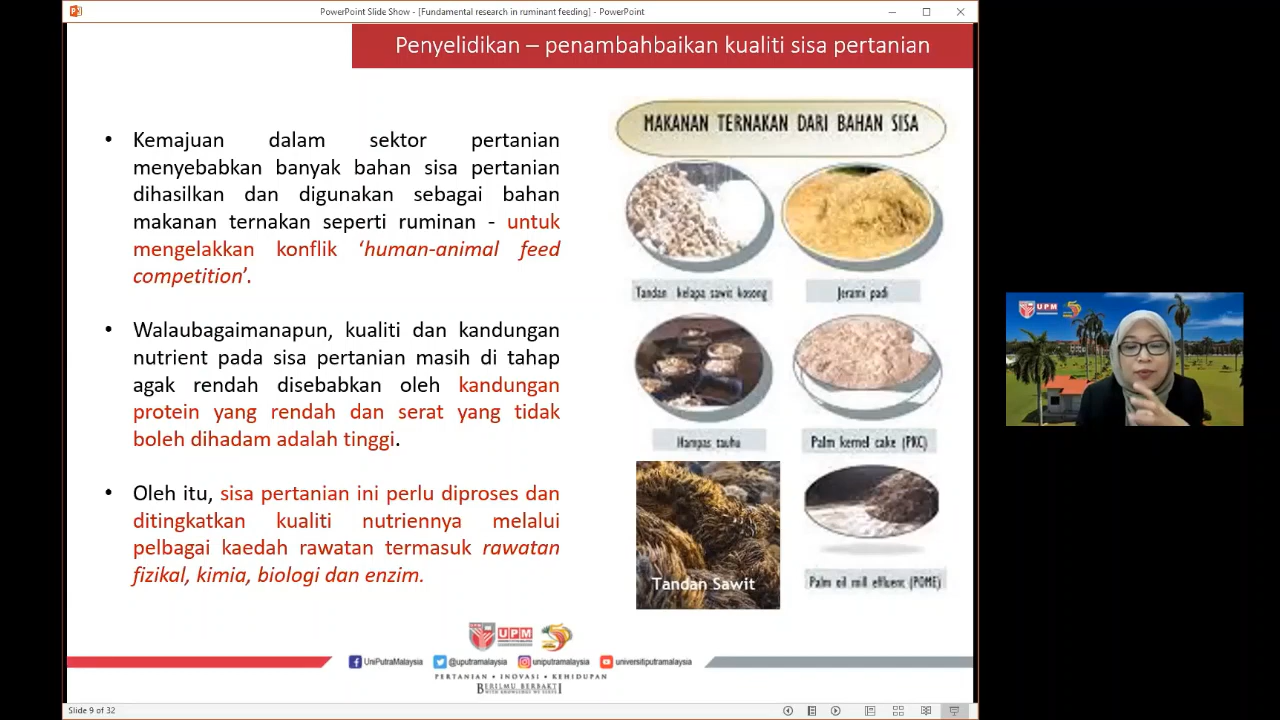 PowerPoint Slide Show - [Fundamental research in ruminant feeding] - PowerPoint
Penyelidikan – penambahbaikan kualiti sisa pertanian
• Kemajuan dalam sektor pertanian
menyebabkan banyak bahan sisa pertanian
dihasilkan dan digunakan sebagai bahan
makanan ternakan seperti ruminan - untuk
mengelakkan konflik ‘human-animal feed
competition’.
• Walaubagaimanapun, kualiti dan kandungan
nutrient pada sisa pertanian masih di tahap
agak rendah disebabkan oleh kandungan
protein yang rendah dan serat yang tidak
boleh dihadam adalah tinggi.
• Oleh itu, sisa pertanian ini perlu diproses dan
ditingkatkan kualiti nutriennya melalui
pelbagai kaedah rawatan termasuk rawatan
fizikal, kimia, biologi dan enzim.
MAKANAN TERNAKAN DARI BAHAN SISA
Tandan kelapa sawit kosong
Jerami padi
Hampas tauhu
Palm kernel cake (PKC)
Tandan Sawit
Palm oil mill effluent (POME)
UPM
UPM
UniPutraMalaysia
@uputramalaysia
uniputramalaysia
universitiputramalaysia
PERTANIAN • INOVASI • KEHIDUPAN
BERILMU BERBAKTI
WITH KNOWLEDGE WE SERVE
Slide 9 of 32